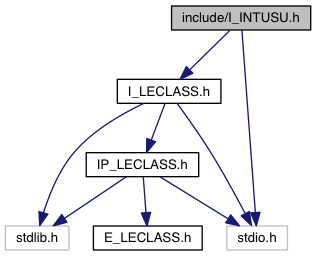 include/I_INTUSU.h
I_LECLASS.h
IP_LECLASS.h
stdlib.h
E_LECLASS.h
stdio.h